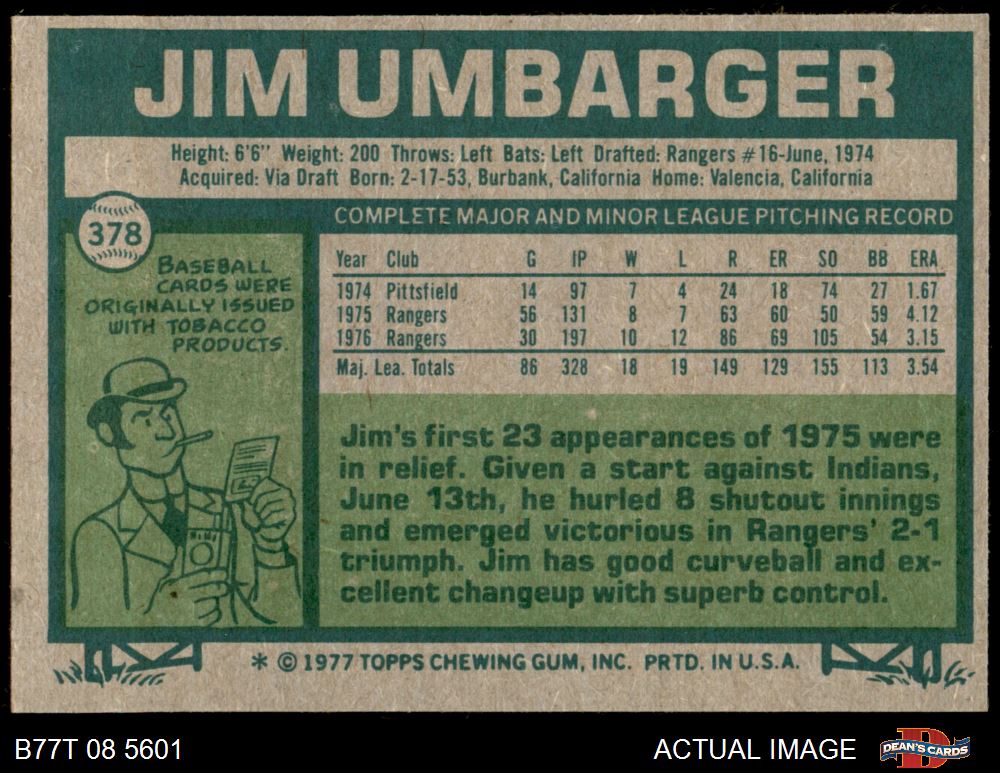 JIM UMBARGER
Height: 6'6" Weight: 200 Throws: Left Bats: Left Drafted: Rangers #16-June, 1974
Acquired: Via Draft Born: 2-17-53, Burbank, California Home: Valencia, California
378
BASEBALL
CARDS WERE
ORIGINALLY ISSUED
WITH TOBACCO
PRODUCTS.
COMPLETE MAJOR AND MINOR LEAGUE PITCHING RECORD
Year Club G IP W L R ER SO BB ERA
1974 Pittsfield 14 97 7 4 24 18 74 27 1.67
1975 Rangers 56 131 8 7 63 60 50 59 4.12
1976 Rangers 30 197 10 12 86 69 105 54 3.15
Maj. Lea. Totals 86 328 18 19 149 129 155 113 3.54
Jim's first 23 appearances of 1975 were
in relief. Given a start against Indians,
June 13th, he hurled 8 shutout innings
and emerged victorious in Rangers' 2-1
triumph. Jim has good curveball and ex-
cellent changeup with superb control.
* © 1977 TOPPS CHEWING GUM, INC. PRTD. IN U.S.A.
B77T 08 5601
ACTUAL IMAGE
DEAN'S CARDS